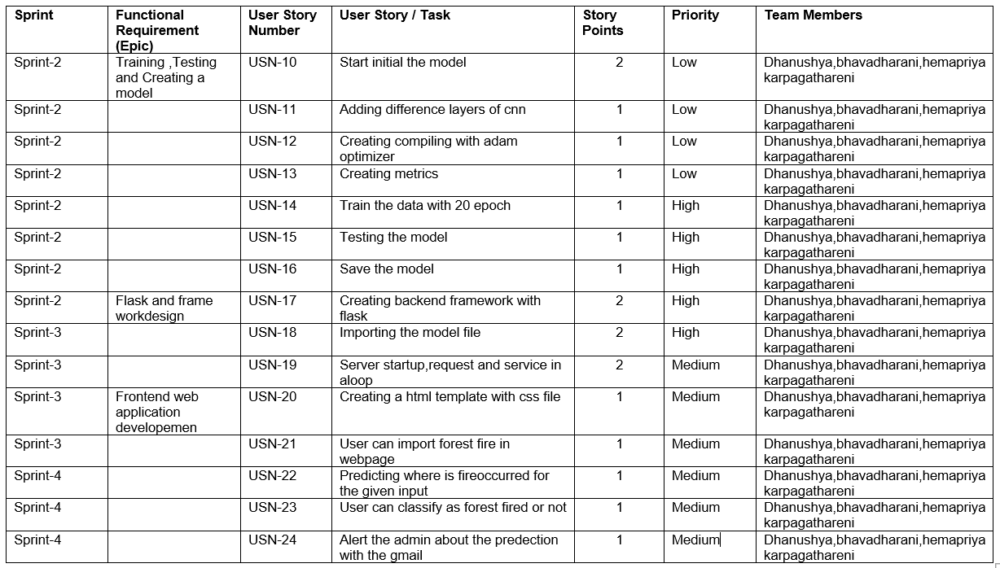 Sprint
Functional
Requirement
(Epic)
User Story
Number
User Story / Task
Story
Points
Priority
Team Members
Sprint-2
Training ,Testing
and Creating a
model
USN-10
Start initial the model
2
Low
Dhanushya,bhavadharani,hemapriya
karpagathareni
Sprint-2
USN-11
Adding difference layers of cnn
1
Low
Dhanushya,bhavadharani,hemapriya
karpagathareni
Sprint-2
USN-12
Creating compiling with adam
optimizer
1
Low
Dhanushya,bhavadharani,hemapriya
karpagathareni
Sprint-2
USN-13
Creating metrics
1
Low
Dhanushya,bhavadharani,hemapriya
karpagathareni
Sprint-2
USN-14
Train the data with 20 epoch
1
High
Dhanushya,bhavadharani,hemapriya
karpagathareni
Sprint-2
USN-15
Testing the model
1
High
Dhanushya,bhavadharani,hemapriya
karpagathareni
Sprint-2
USN-16
Save the model
1
High
Dhanushya,bhavadharani,hemapriya
karpagathareni
Sprint-2
Flask and frame
workdesign
USN-17
Creating backend framework with
flask
2
High
Dhanushya,bhavadharani,hemapriya
karpagathareni
Sprint-3
USN-18
Importing the model file
2
High
Dhanushya,bhavadharani,hemapriya
karpagathareni
Sprint-3
USN-19
Server startup,request and service in
aloop
2
Medium
Dhanushya,bhavadharani,hemapriya
karpagathareni
Sprint-3
Frontend web
application
developemen
USN-20
Creating a html template with css file
1
Medium
Dhanushya,bhavadharani,hemapriya
karpagathareni
Sprint-3
USN-21
User can import forest fire in
webpage
1
Medium
Dhanushya,bhavadharani,hemapriya
karpagathareni
Sprint-4
USN-22
Predicting where is fireoccurred for
the given input
1
Medium
Dhanushya,bhavadharani,hemapriya
karpagathareni
Sprint-4
USN-23
User can classify as forest fired or not
1
Medium
Dhanushya,bhavadharani,hemapriya
karpagathareni
Sprint-4
USN-24
Alert the admin about the predection
with the gmail
1
Medium
Dhanushya,bhavadharani,hemapriya
karpagathareni